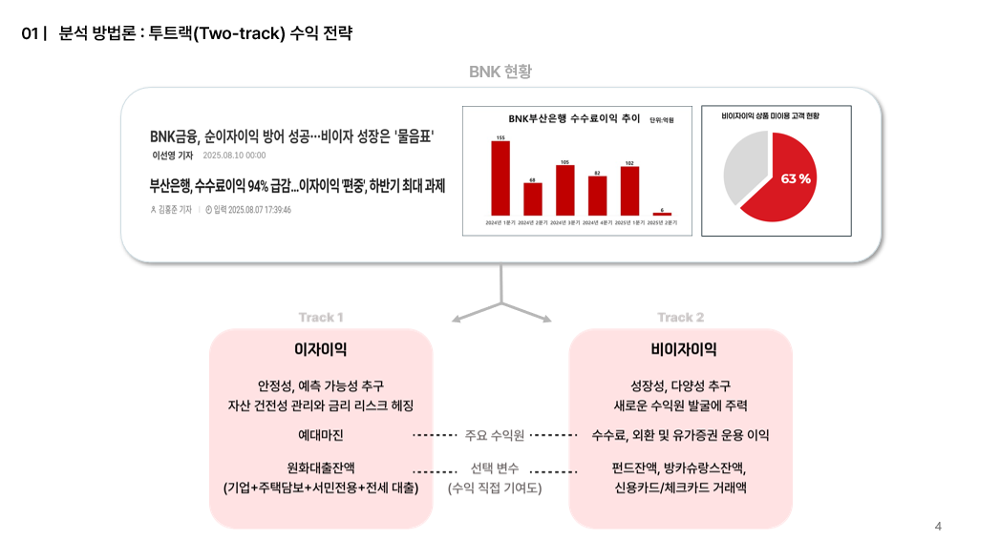 01 | 분석 방법론 : 투트랙(Two-track) 수익 전략
BNK 현황
BNK금융, 순이자이익 방어 성공…비이자 성장은 '물음표'
이선영 기자 2025.08.10 00:00
부산은행, 수수료이익 94% 급감…이자이익 '편중', 하반기 최대 과제
김홍준 기자 | 입력 2025.08.07 17:39:46
BNK부산은행 수수료이익 추이 단위:억원
155
68
105
82
102
6
2024년 1분기 2024년 2분기 2024년 3분기 2024년 4분기 2025년 1분기 2025년 2분기
비이자이익 상품 미이용 고객 현황
63 %
Track 1
이자이익
안정성, 예측 가능성 추구
자산 건전성 관리와 금리 리스크 헤징
예대마진
원화대출잔액
(기업+주택담보+서민전용+전세 대출)
주요 수익원
선택 변수
(수익 직접 기여도)
Track 2
비이자이익
성장성, 다양성 추구
새로운 수익원 발굴에 주력
수수료, 외환 및 유가증권 운용 이익
펀드잔액, 방카슈랑스잔액,
신용카드/체크카드 거래액
4